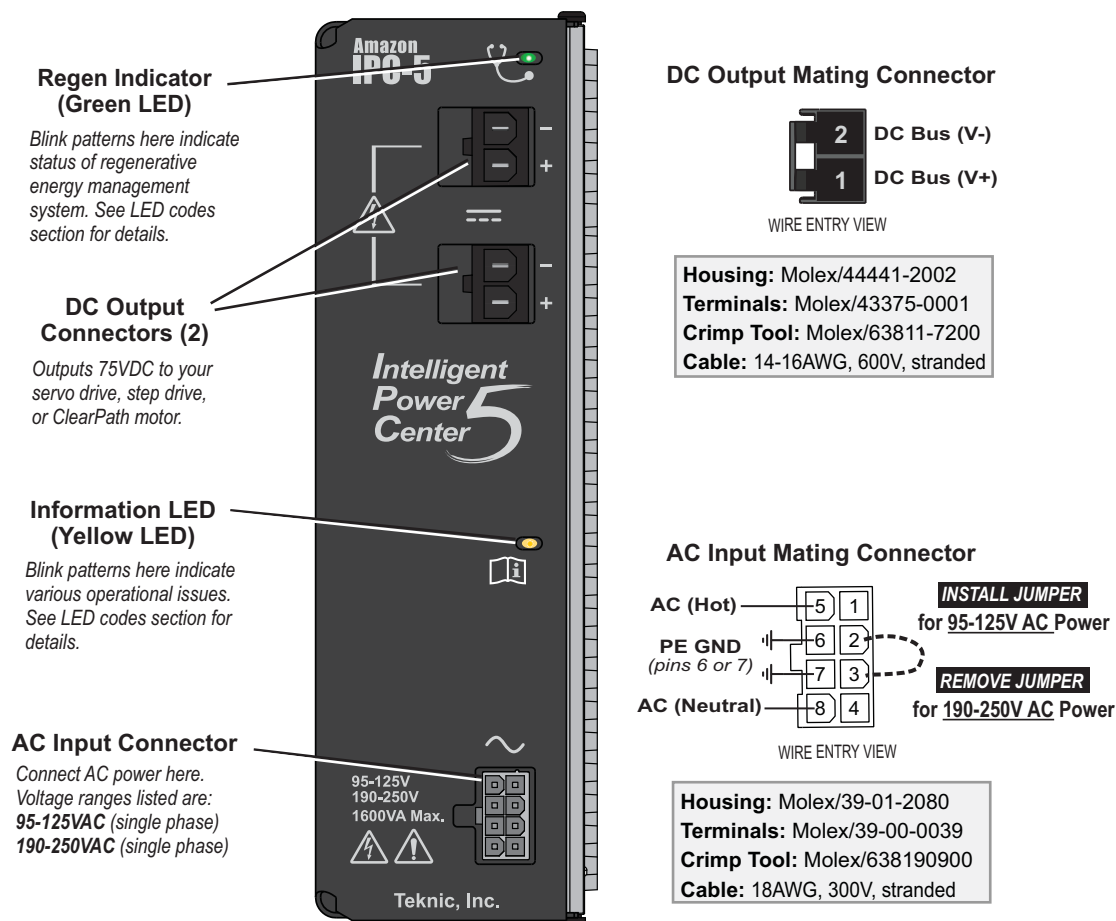 Regen Indicator
(Green LED)
Blink patterns here indicate
status of regenerative
energy management
system. See LED codes
section for details.
DC Output
Connectors (2)
Outputs 75VDC to your
servo drive, step drive,
or ClearPath motor.
Information LED
(Yellow LED)
Blink patterns here indicate
various operational issues.
See LED codes section for
details.
AC Input Connector
Connect AC power here.
Voltage ranges listed are:
95-125VAC (single phase)
190-250VAC (single phase)
Amazon
IPC-5
−
+
−
+
Intelligent
Power
Center
5
i
95-125V
190-250V
1600VA Max.
Teknic, Inc.
DC Output Mating Connector
2 DC Bus (V-)
1 DC Bus (V+)
WIRE ENTRY VIEW
Housing: Molex/44441-2002
Terminals: Molex/43375-0001
Crimp Tool: Molex/63811-7200
Cable: 14-16AWG, 600V, stranded
AC Input Mating Connector
AC (Hot) 5 1
PE GND 6 2
(pins 6 or 7) 7 3
AC (Neutral) 8 4
INSTALL JUMPER
for 95-125V AC Power
REMOVE JUMPER
for 190-250V AC Power
WIRE ENTRY VIEW
Housing: Molex/39-01-2080
Terminals: Molex/39-00-0039
Crimp Tool: Molex/638190900
Cable: 18AWG, 300V, stranded